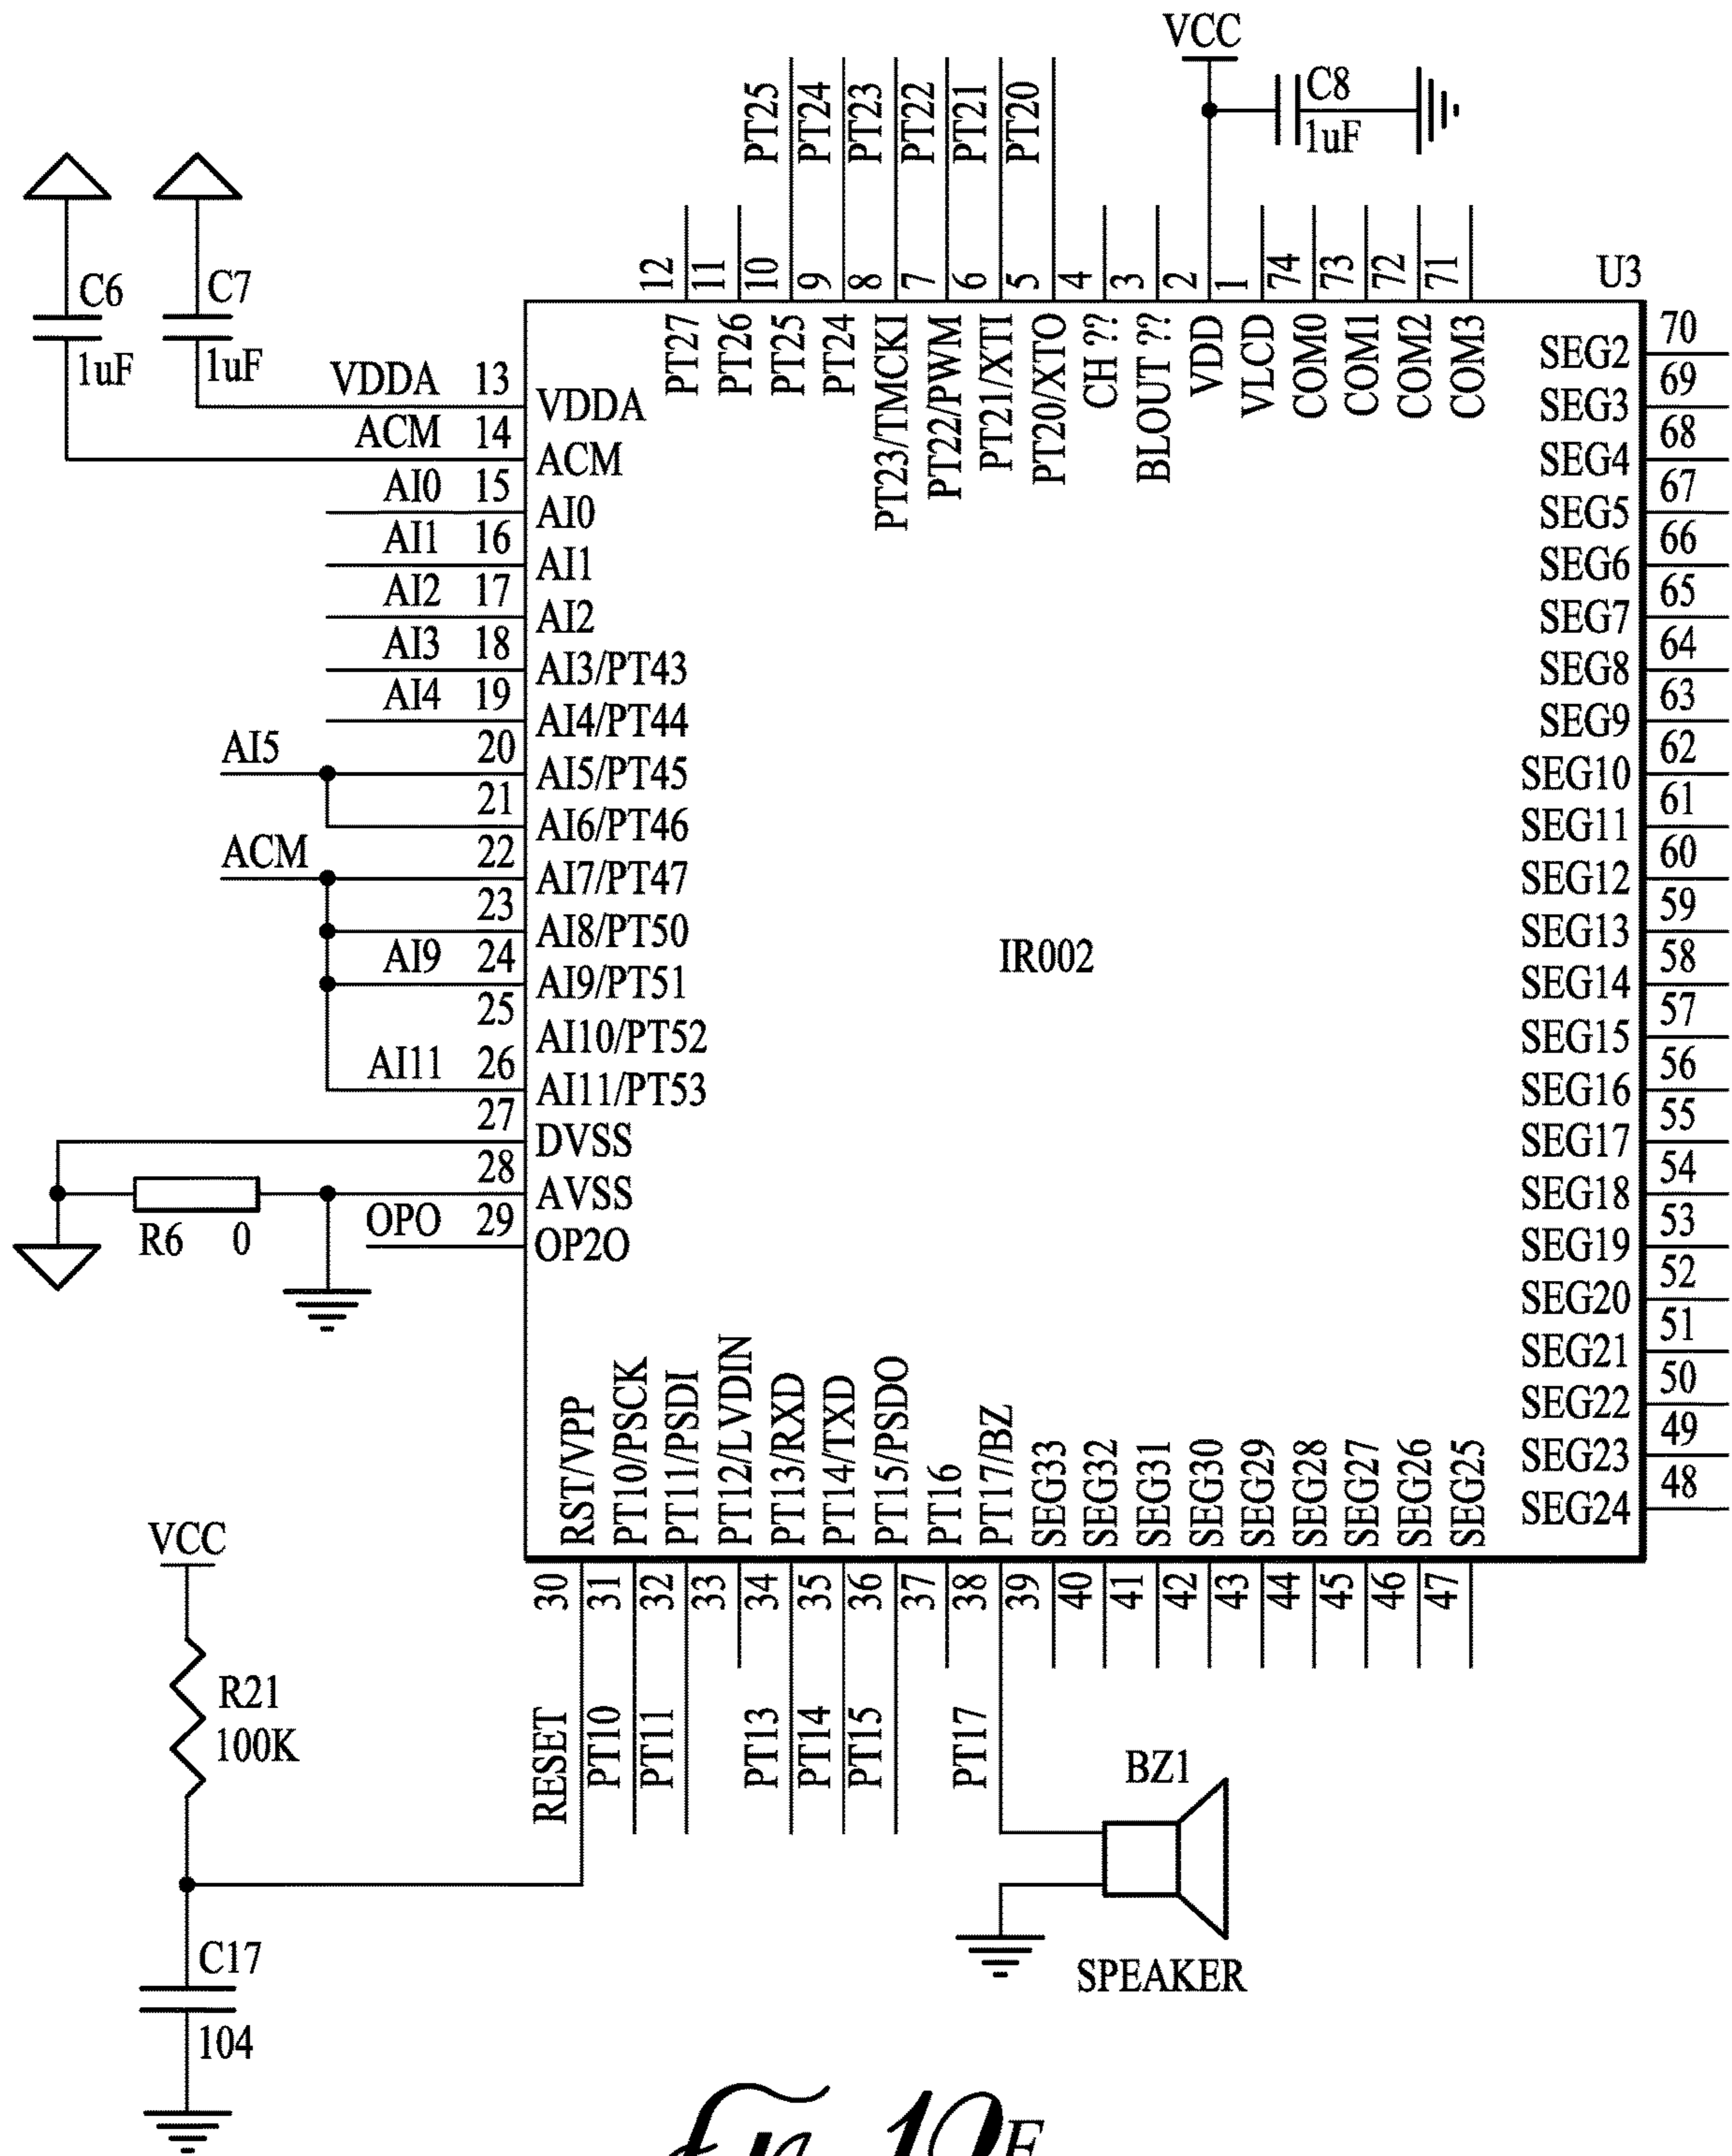 VCC
C8
1uF
PT25
PT24
PT23
PT22
PT21
PT20
12
11
10
9
8
7
6
5
4
3
2
1
74
73
72
71
U3
C6
1uF
C7
1uF
PT27
PT26
PT25
PT24
PT23/TMCKI
PT22/PWM
PT21/XTI
PT20/XTO
CH ??
BLOUT ??
VDD
VLCD
COM0
COM1
COM2
COM3
VDDA 13 VDDA
ACM 14 ACM
AI0 15 AI0
AI1 16 AI1
AI2 17 AI2
AI3 18 AI3/PT43
AI4 19 AI4/PT44
AI5 20 AI5/PT45
21 AI6/PT46
ACM 22 AI7/PT47
23 AI8/PT50
AI9 24 AI9/PT51
25 AI10/PT52
AI11 26 AI11/PT53
27 DVSS
28 AVSS
R6 0
OPO 29 OP2O
IR002
SEG2 70
SEG3 69
SEG4 68
SEG5 67
SEG6 66
SEG7 65
SEG8 64
SEG9 63
SEG10 62
SEG11 61
SEG12 60
SEG13 59
SEG14 58
SEG15 57
SEG16 56
SEG17 55
SEG18 54
SEG19 53
SEG20 52
SEG21 51
SEG22 50
SEG23 49
SEG24 48
RST/VPP
PT10/PSCK
PT11/PSDI
PT12/LVDIN
PT13/RXD
PT14/TXD
PT15/PSDO
PT16
PT17/BZ
SEG33
SEG32
SEG31
SEG30
SEG29
SEG28
SEG27
SEG26
SEG25
30
31
32
33
34
35
36
37
38
39
40
41
42
43
44
45
46
47
RESET
PT10
PT11
PT13
PT14
PT15
PT17
VCC
R21
100K
C17
104
BZ1
SPEAKER